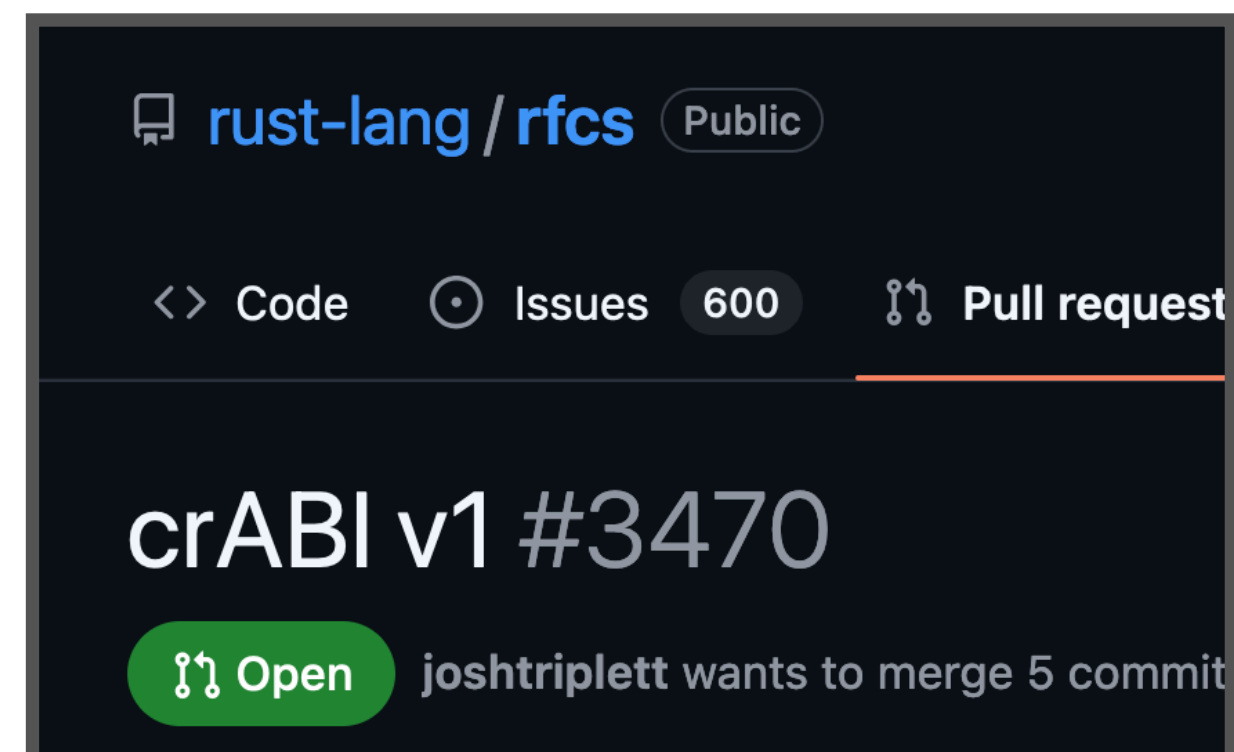 rust-lang / rfcs Public
Code Issues 600 Pull request
crABI v1 #3470
Open joshtriplett wants to merge 5 commit